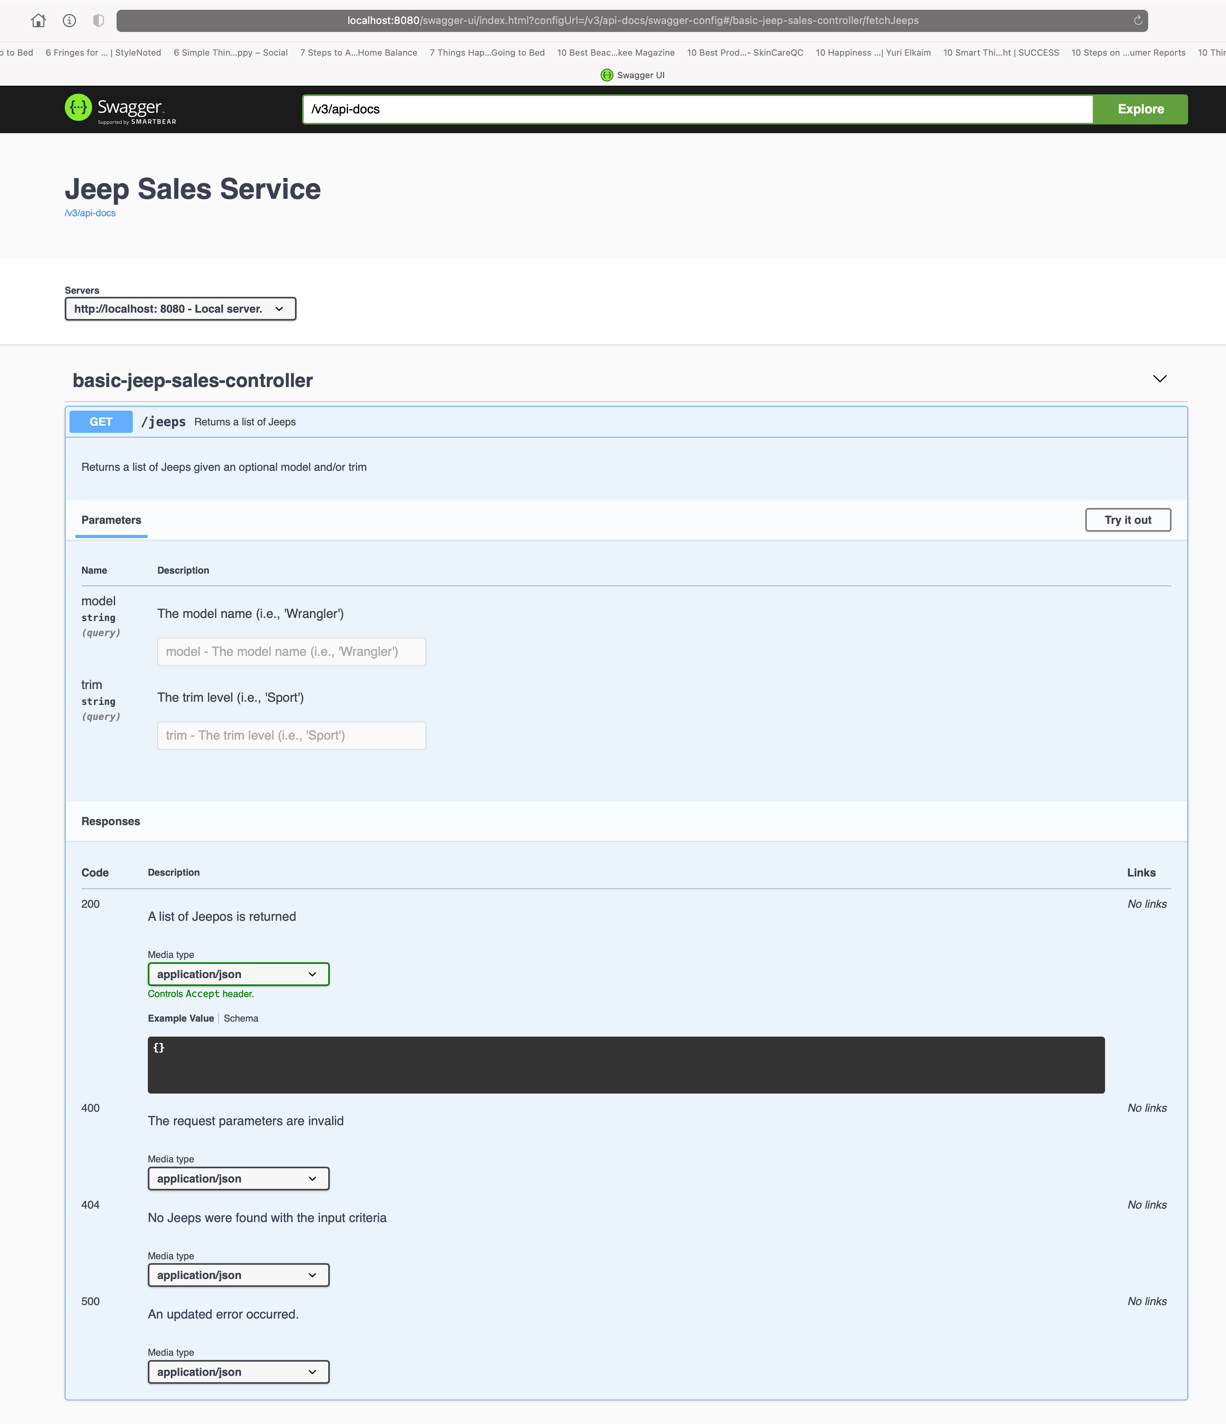 localhost:8080/swagger-ui/index.html?configUrl=/v3/api-docs/swagger-config#/basic-jeep-sales-controller/fetchJeeps
o to Bed 6 Fringes for ... | StyleNoted 6 Simple Thin...ppy – Social 7 Steps to A...Home Balance 7 Things Hap...Going to Bed 10 Best Beac...kee Magazine 10 Best Prod...- SkinCareQC 10 Happiness ...| Yuri Elkaim 10 Smart Thi...ht | SUCCESS 10 Steps on ...umer Reports 10 Thin
Swagger UI
Swagger.
Supported by SMARTBEAR
/v3/api-docs
Explore
Jeep Sales Service
/v3/api-docs
Servers
http://localhost: 8080 - Local server.
basic-jeep-sales-controller
GET /jeeps Returns a list of Jeeps
Returns a list of Jeeps given an optional model and/or trim
Parameters
Try it out
Name Description
model
string
(query)
The model name (i.e., 'Wrangler')
model - The model name (i.e., 'Wrangler')
trim
string
(query)
The trim level (i.e., 'Sport')
trim - The trim level (i.e., 'Sport')
Responses
Code Description Links
200 No links
A list of Jeepos is returned
Media type
application/json
Controls Accept header.
Example Value | Schema
{}
400 No links
The request parameters are invalid
Media type
application/json
404 No links
No Jeeps were found with the input criteria
Media type
application/json
500 No links
An updated error occurred.
Media type
application/json